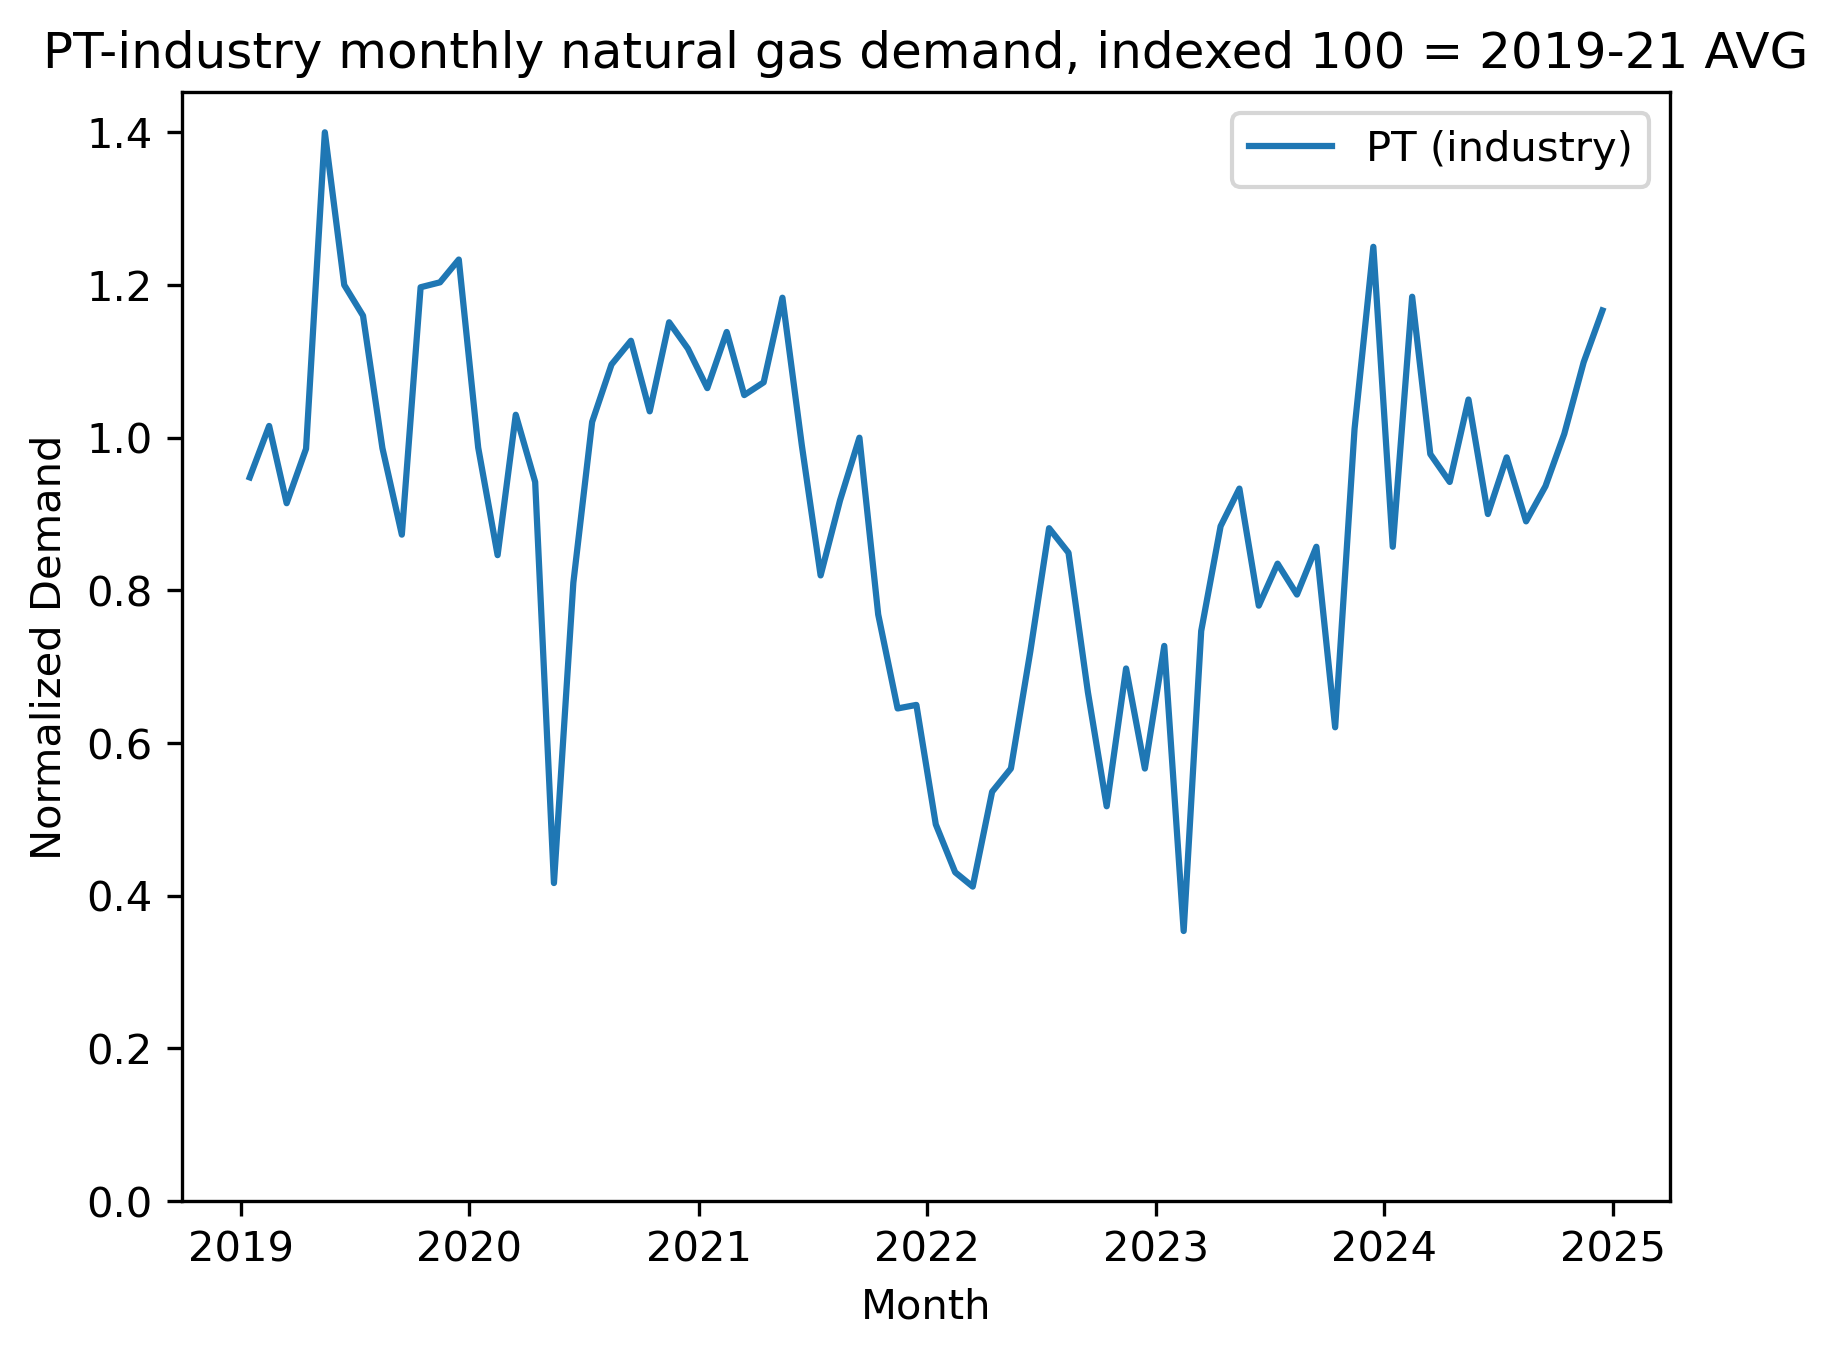 PT-industry monthly natural gas demand, indexed 100 = 2019-21 AVG
PT (industry)
Normalized Demand
1.4
1.2
1.0
0.8
0.6
0.4
0.2
0.0
2019 2020 2021 2022 2023 2024 2025
Month